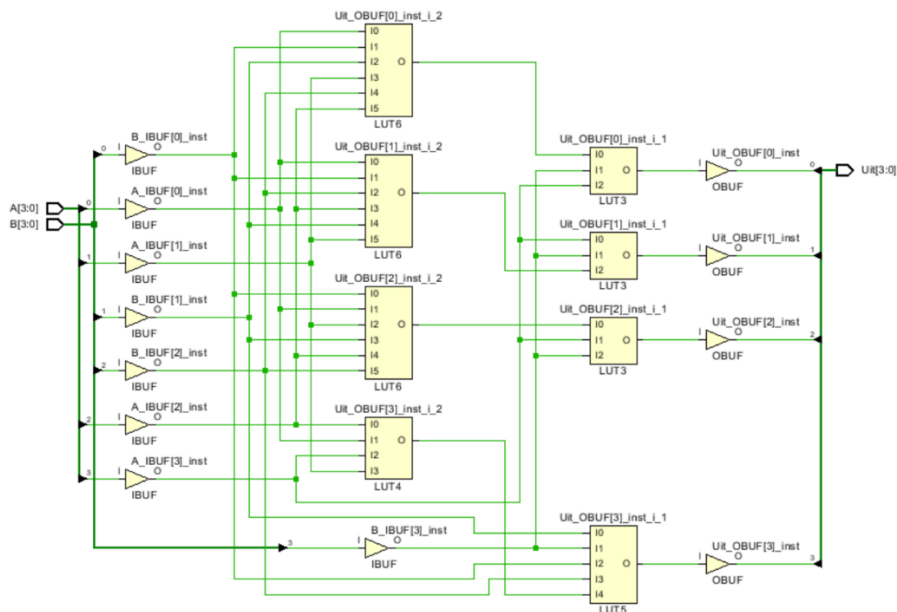 Uit_OBUF[0]_inst_i_2
I0
I1
I2
I3
I4
I5
O
LUT6
B_IBUF[0]_inst
0
I
O
IBUF
Uit_OBUF[1]_inst_i_2
I0
I1
I2
I3
I4
I5
O
LUT6
Uit_OBUF[0]_inst_i_1
I0
I1
I2
O
LUT3
Uit_OBUF[0]_inst
I
O
OBUF
0
Uit[3:0]
A[3:0]
B[3:0]
A_IBUF[0]_inst
0
I
O
IBUF
A_IBUF[1]_inst
1
I
O
IBUF
Uit_OBUF[1]_inst_i_1
I0
I1
I2
O
LUT3
Uit_OBUF[1]_inst
I
O
OBUF
1
B_IBUF[1]_inst
1
I
O
IBUF
Uit_OBUF[2]_inst_i_2
I0
I1
I2
I3
I4
I5
O
LUT6
Uit_OBUF[2]_inst_i_1
I0
I1
I2
O
LUT3
Uit_OBUF[2]_inst
I
O
OBUF
2
B_IBUF[2]_inst
2
I
O
IBUF
A_IBUF[2]_inst
2
I
O
IBUF
Uit_OBUF[3]_inst_i_2
I0
I1
I2
I3
O
LUT4
A_IBUF[3]_inst
3
I
O
IBUF
B_IBUF[3]_inst
3
I
O
IBUF
Uit_OBUF[3]_inst_i_1
I0
I1
I2
I3
I4
O
LUT5
Uit_OBUF[3]_inst
I
O
OBUF
3